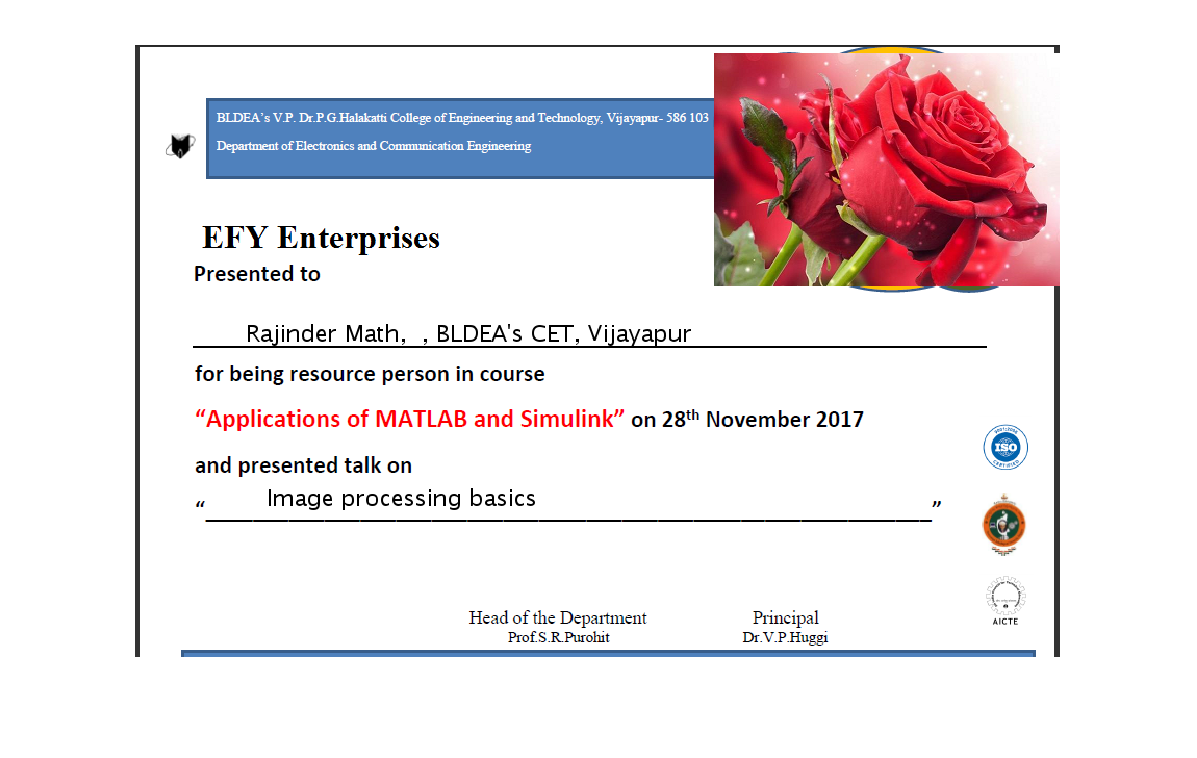 BLDEA's V.P. Dr.P.G.Halakatti College of Engineering and Technology, Vijayapur- 586 103
Department of Electronics and Communication Engineering
EFY Enterprises
Presented to
Rajinder Math,  , BLDEA's CET, Vijayapur
for being resource person in course
“Applications of MATLAB and Simulink” on 28th November 2017
and presented talk on
“Image processing basics”
ISO
CERTIFIED
AICTE
Head of the Department Principal
Prof.S.R.Purohit Dr.V.P.Huggi